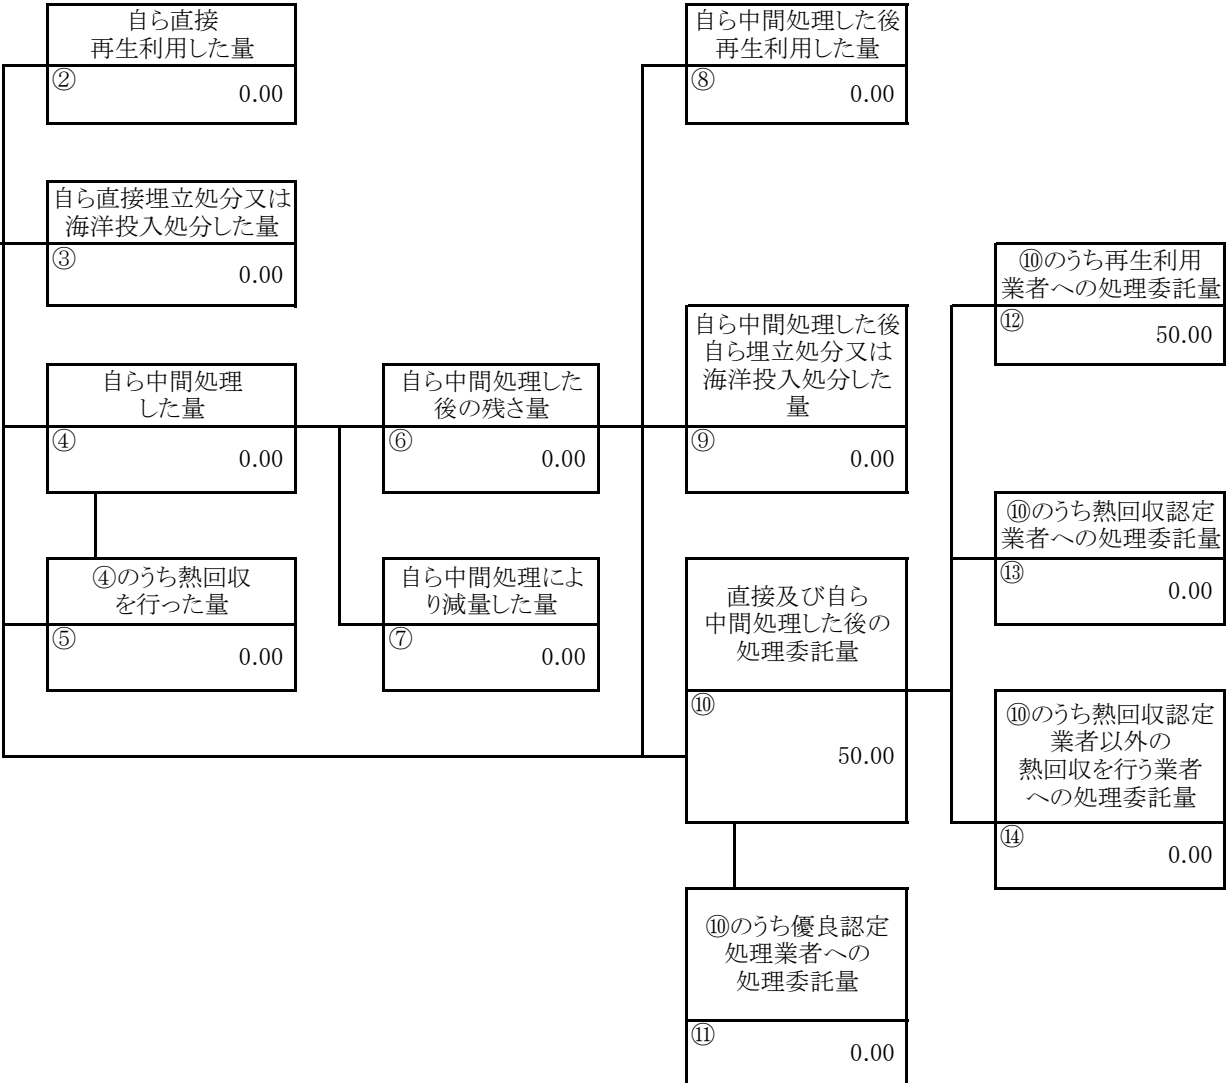 自ら直接
再生利用した量
②
0.00
自ら中間処理した後
再生利用した量
⑧
0.00
自ら直接埋立処分又は
海洋投入処分した量
③
0.00
⑩のうち再生利用
業者への処理委託量
⑫
50.00
自ら中間処理した後
自ら埋立処分又は
海洋投入処分した
量
⑨
0.00
自ら中間処理
した量
④
0.00
自ら中間処理した
後の残さ量
⑥
0.00
⑩のうち熱回収認定
業者への処理委託量
⑬
0.00
④のうち熱回収
を行った量
⑤
0.00
自ら中間処理によ
り減量した量
⑦
0.00
直接及び自ら
中間処理した後の
処理委託量
⑩
50.00
⑩のうち熱回収認定
業者以外の
熱回収を行う業者
への処理委託量
⑭
0.00
⑩のうち優良認定
処理業者への
処理委託量
⑪
0.00